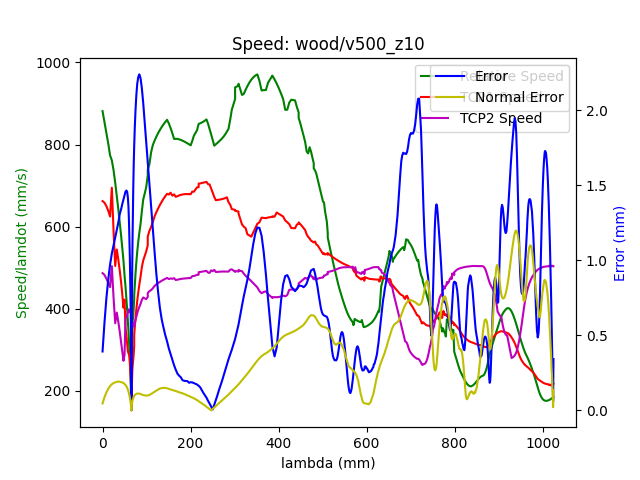 Speed: wood/v500_z10
1000
800
600
400
200
Speed/lamdot (mm/s)
0
200
400
600
800
1000
lambda (mm)
2.0
1.5
1.0
0.5
0.0
Error (mm)
Error
Normal Error
Speed
TCP2 Speed